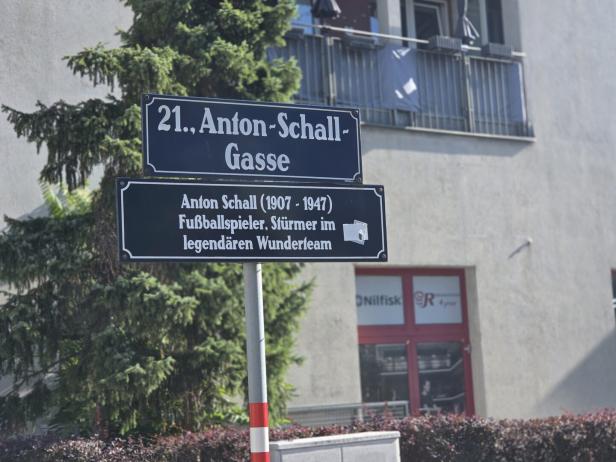 21., Anton-Schall-
Gasse
Anton Schall (1907 - 1947)
Fußballspieler, Stürmer im
legendären Wunderteam
Nilfisk
R